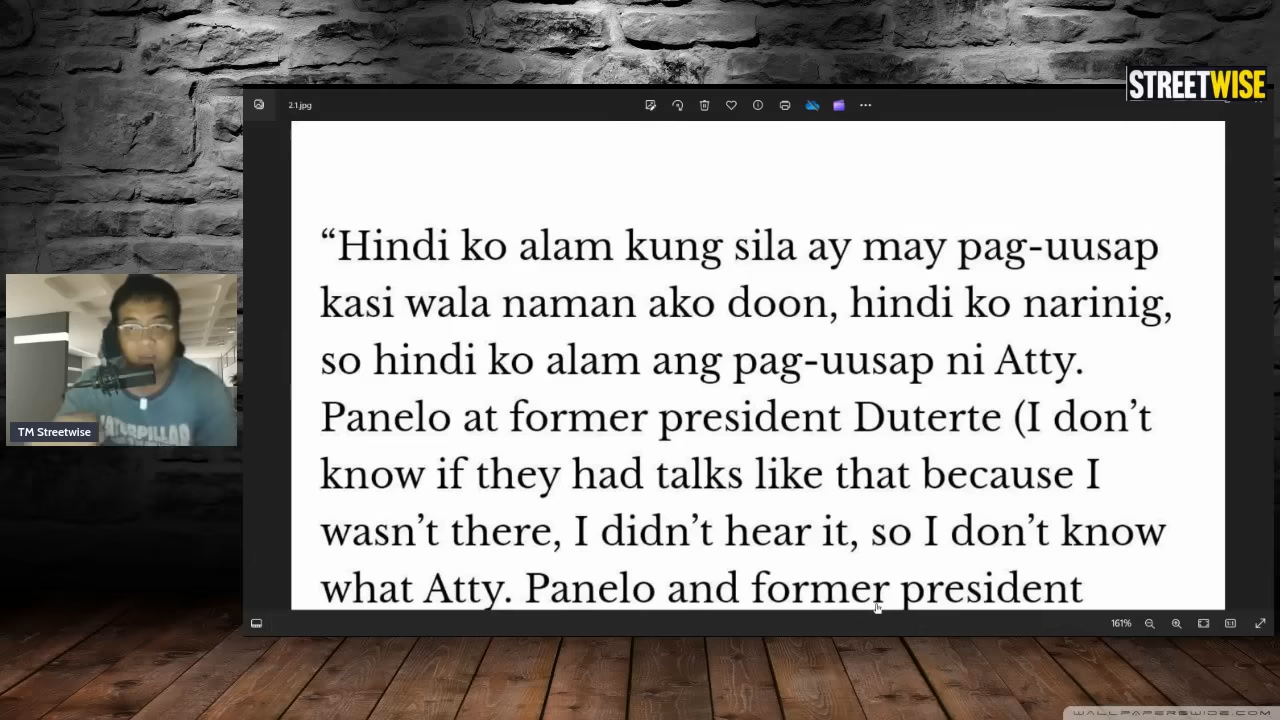 STREETWISE
2.1.jpg
“Hindi ko alam kung sila ay may pag-uusap
kasi wala naman ako doon, hindi ko narinig,
so hindi ko alam ang pag-uusap ni Atty.
Panelo at former president Duterte (I don’t
know if they had talks like that because I
wasn’t there, I didn’t hear it, so I don’t know
what Atty. Panelo and former president
CATERPILLAR
TM Streetwise
161%
WALLPAPERSWIDE.COM